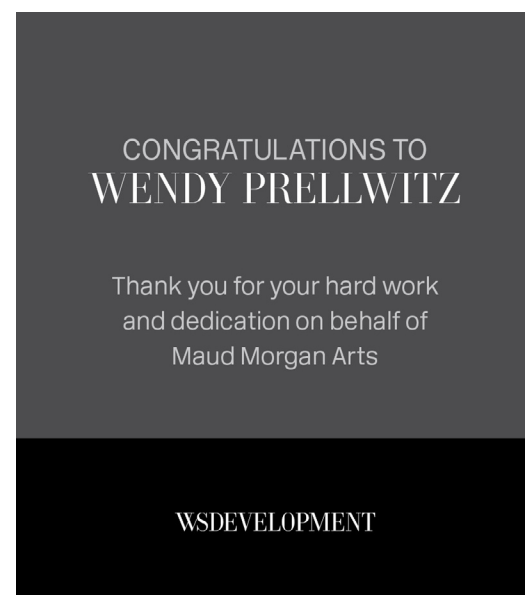 CONGRATULATIONS TO
WENDY PRELLWITZ
Thank you for your hard work
and dedication on behalf of
Maud Morgan Arts
WSDEVELOPMENT